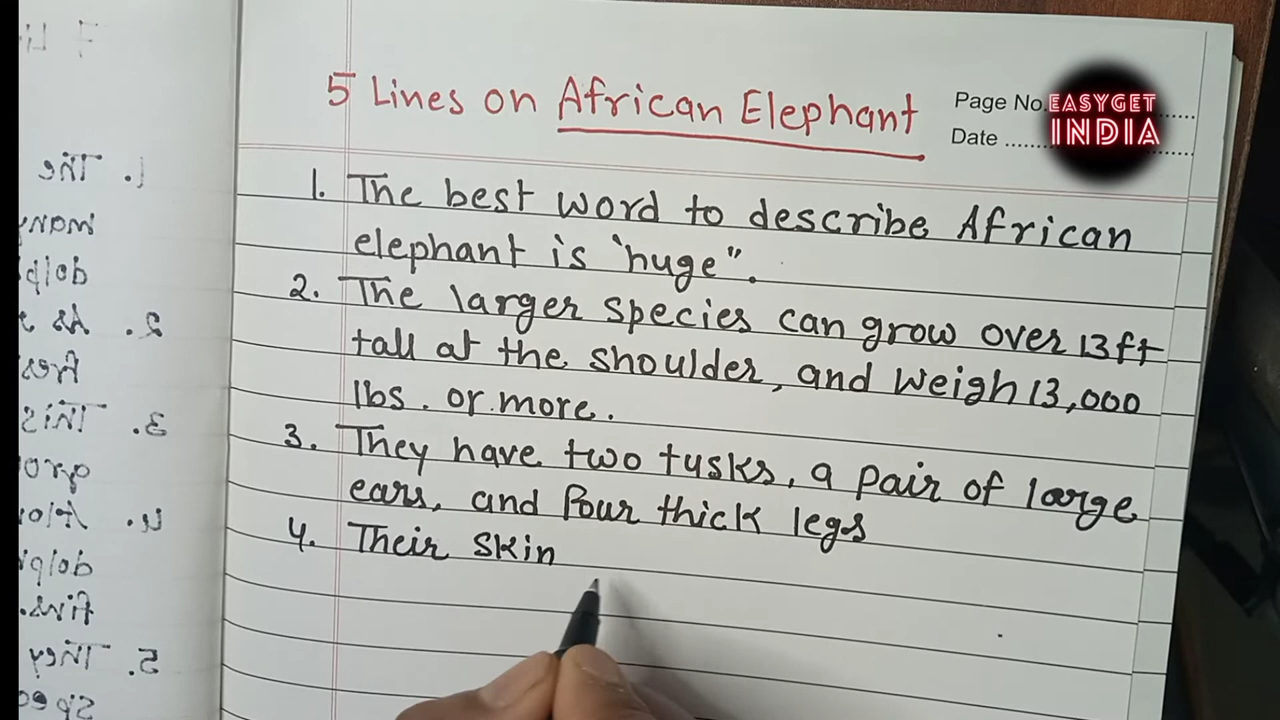 5 Lines on African Elephant
Page No.
Date
EASYGET
INDIA
1. The best word to describe African
elephant is 'huge".
2. The larger species can grow over 13ft
tall at the shoulder, and weigh 13,000
lbs. or more.
3. They have two tusks, a pair of large
ears, and four thick legs
4. Their skin